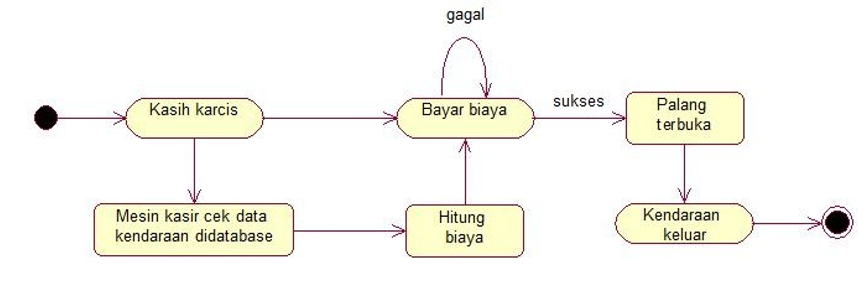 gagal
Kasih karcis
Bayar biaya
sukses
Palang
terbuka
Mesin kasir cek data
kendaraan didatabase
Hitung
biaya
Kendaraan
keluar